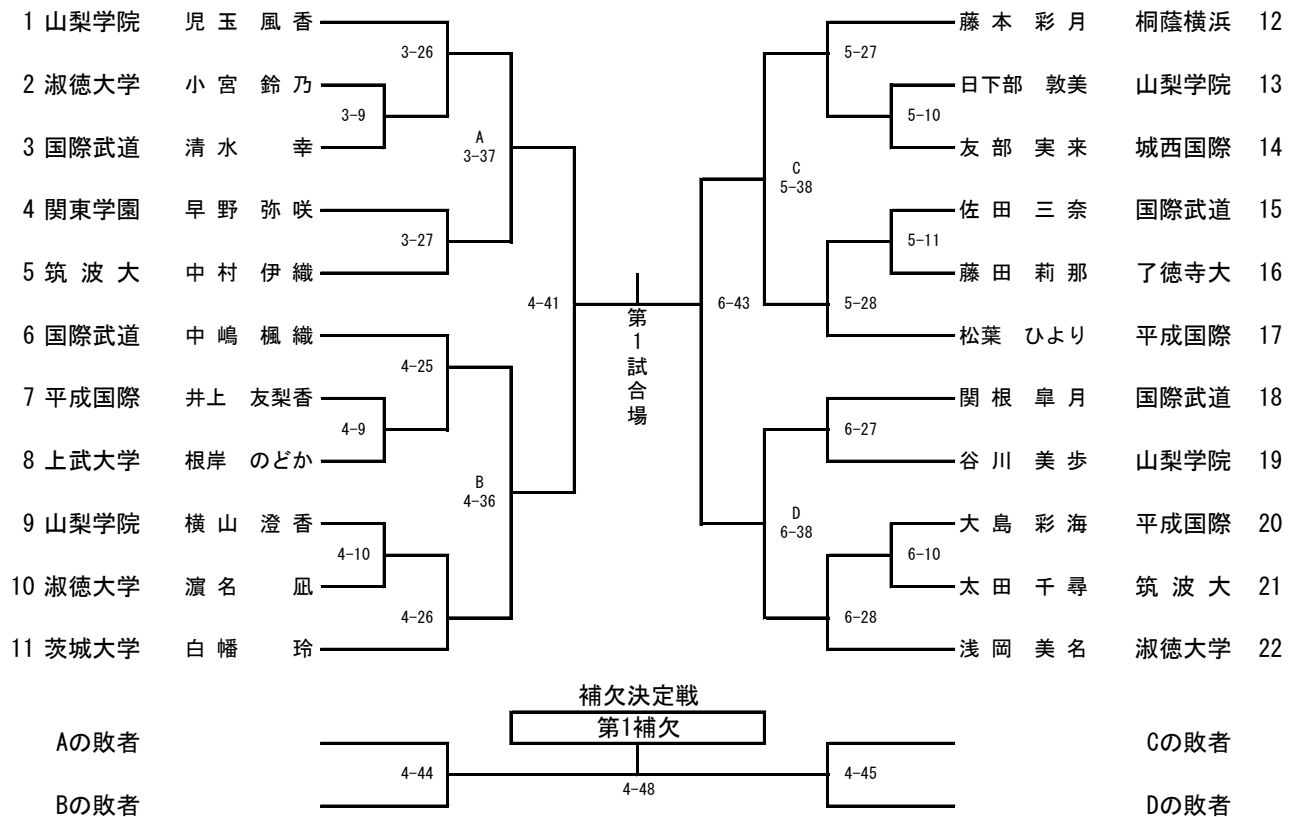 1 山梨学院 児玉 風香
3-26
2 淑徳大学 小宮 鈴乃
3-9
3 国際武道 清水 幸
A
3-37
4 関東学園 早野 弥咲
3-27
5 筑波大 中村 伊織
4-41
6 国際武道 中嶋 楓織
4-25
7 平成国際 井上 友梨香
4-9
8 上武大学 根岸 のどか
B
4-36
9 山梨学院 横山 澄香
4-10
10 淑徳大学 濵名 凪
4-26
11 茨城大学 白幡 玲
第1試合場
藤本 彩月 桐蔭横浜 12
5-27
日下部 敦美 山梨学院 13
5-10
友部 実来 城西国際 14
C
5-38
佐田 三奈 国際武道 15
5-11
藤田 莉那 了徳寺大 16
5-28
6-43
松葉 ひより 平成国際 17
関根 皐月 国際武道 18
6-27
谷川 美歩 山梨学院 19
D
6-38
大島 彩海 平成国際 20
6-10
太田 千尋 筑波大 21
6-28
浅岡 美名 淑徳大学 22
補欠決定戦
第1補欠
Aの敗者
4-44
Bの敗者
4-48
Cの敗者
4-45
Dの敗者